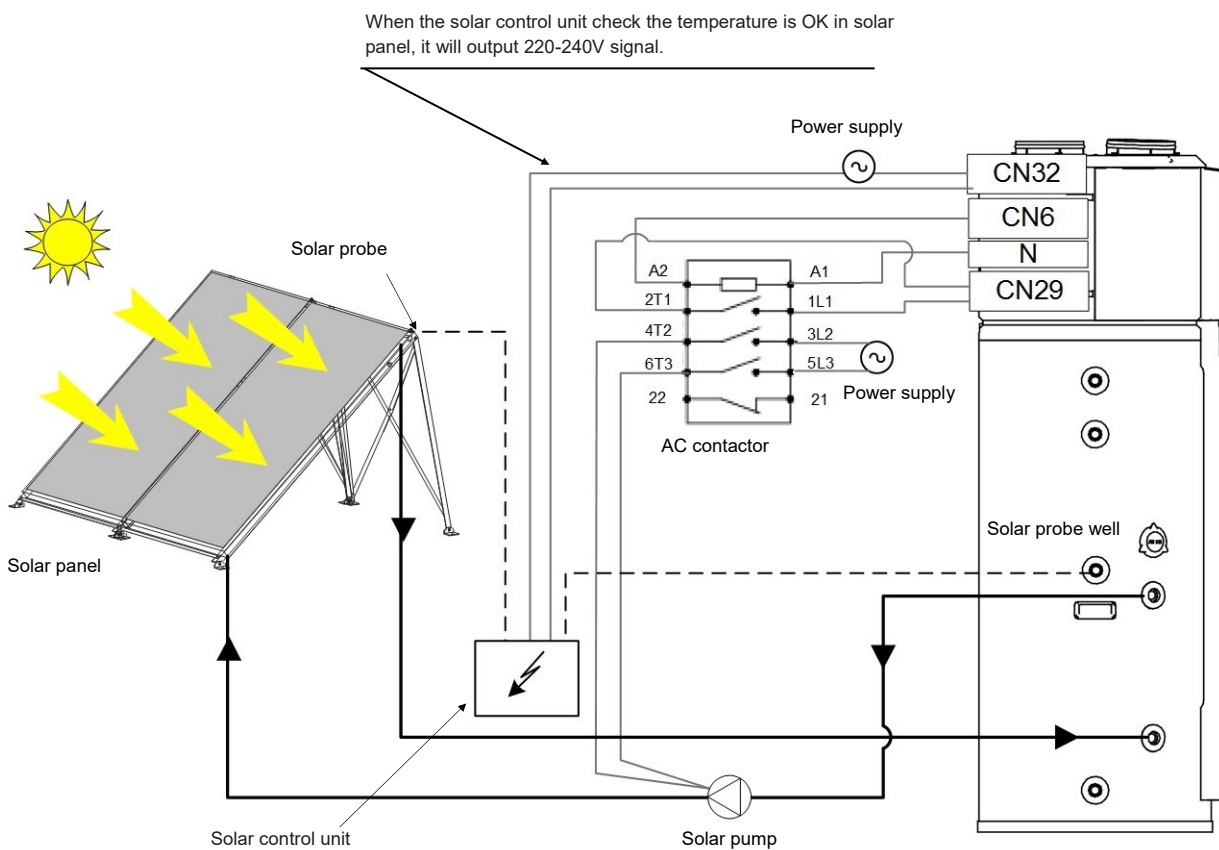 When the solar control unit check the temperature is OK in solar
panel, it will output 220-240V signal.
Power supply
CN32
CN6
N
CN29
Solar probe
A2
A1
2T1
1L1
4T2
3L2
6T3
5L3
22
21
Power supply
AC contactor
Solar probe well
Solar panel
Solar control unit
Solar pump